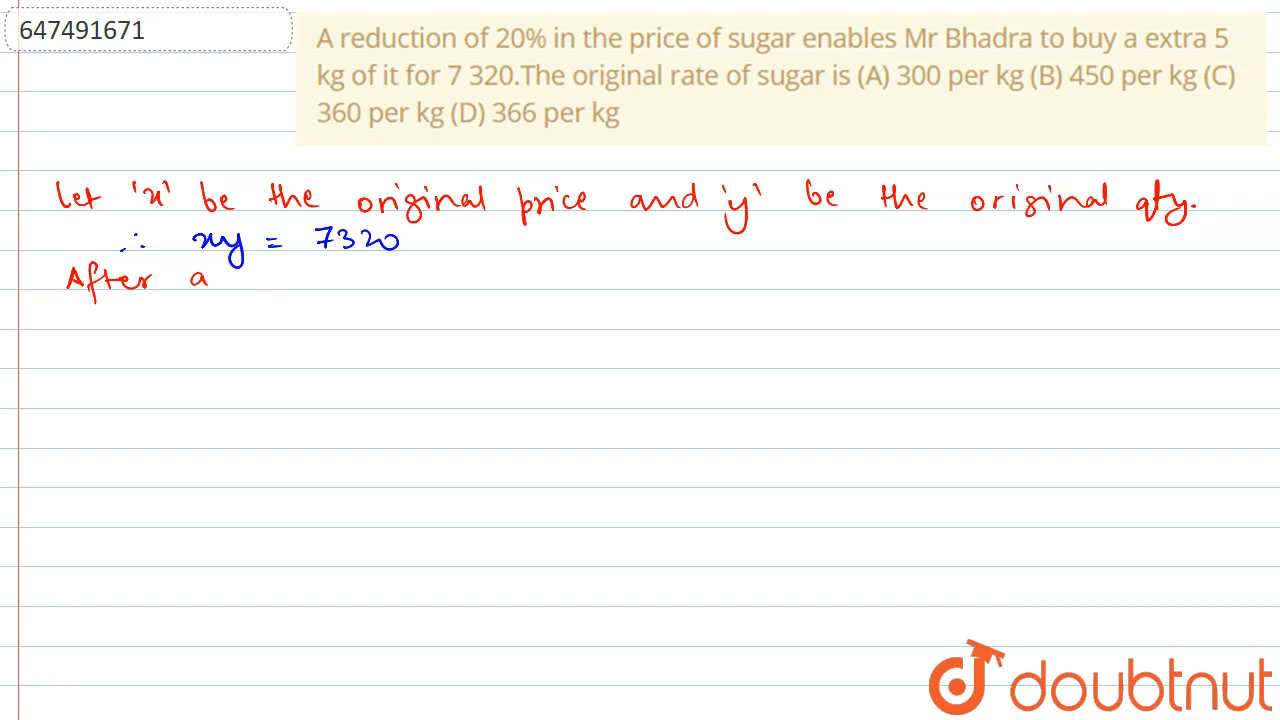 647491671
A reduction of 20% in the price of sugar enables Mr Bhadra to buy a extra 5
kg of it for 7 320.The original rate of sugar is (A) 300 per kg (B) 450 per kg (C)
360 per kg (D) 366 per kg
Let 'x' be the original price and 'y' be the original qty.
∴ xy = 7320
After a
doubtnut